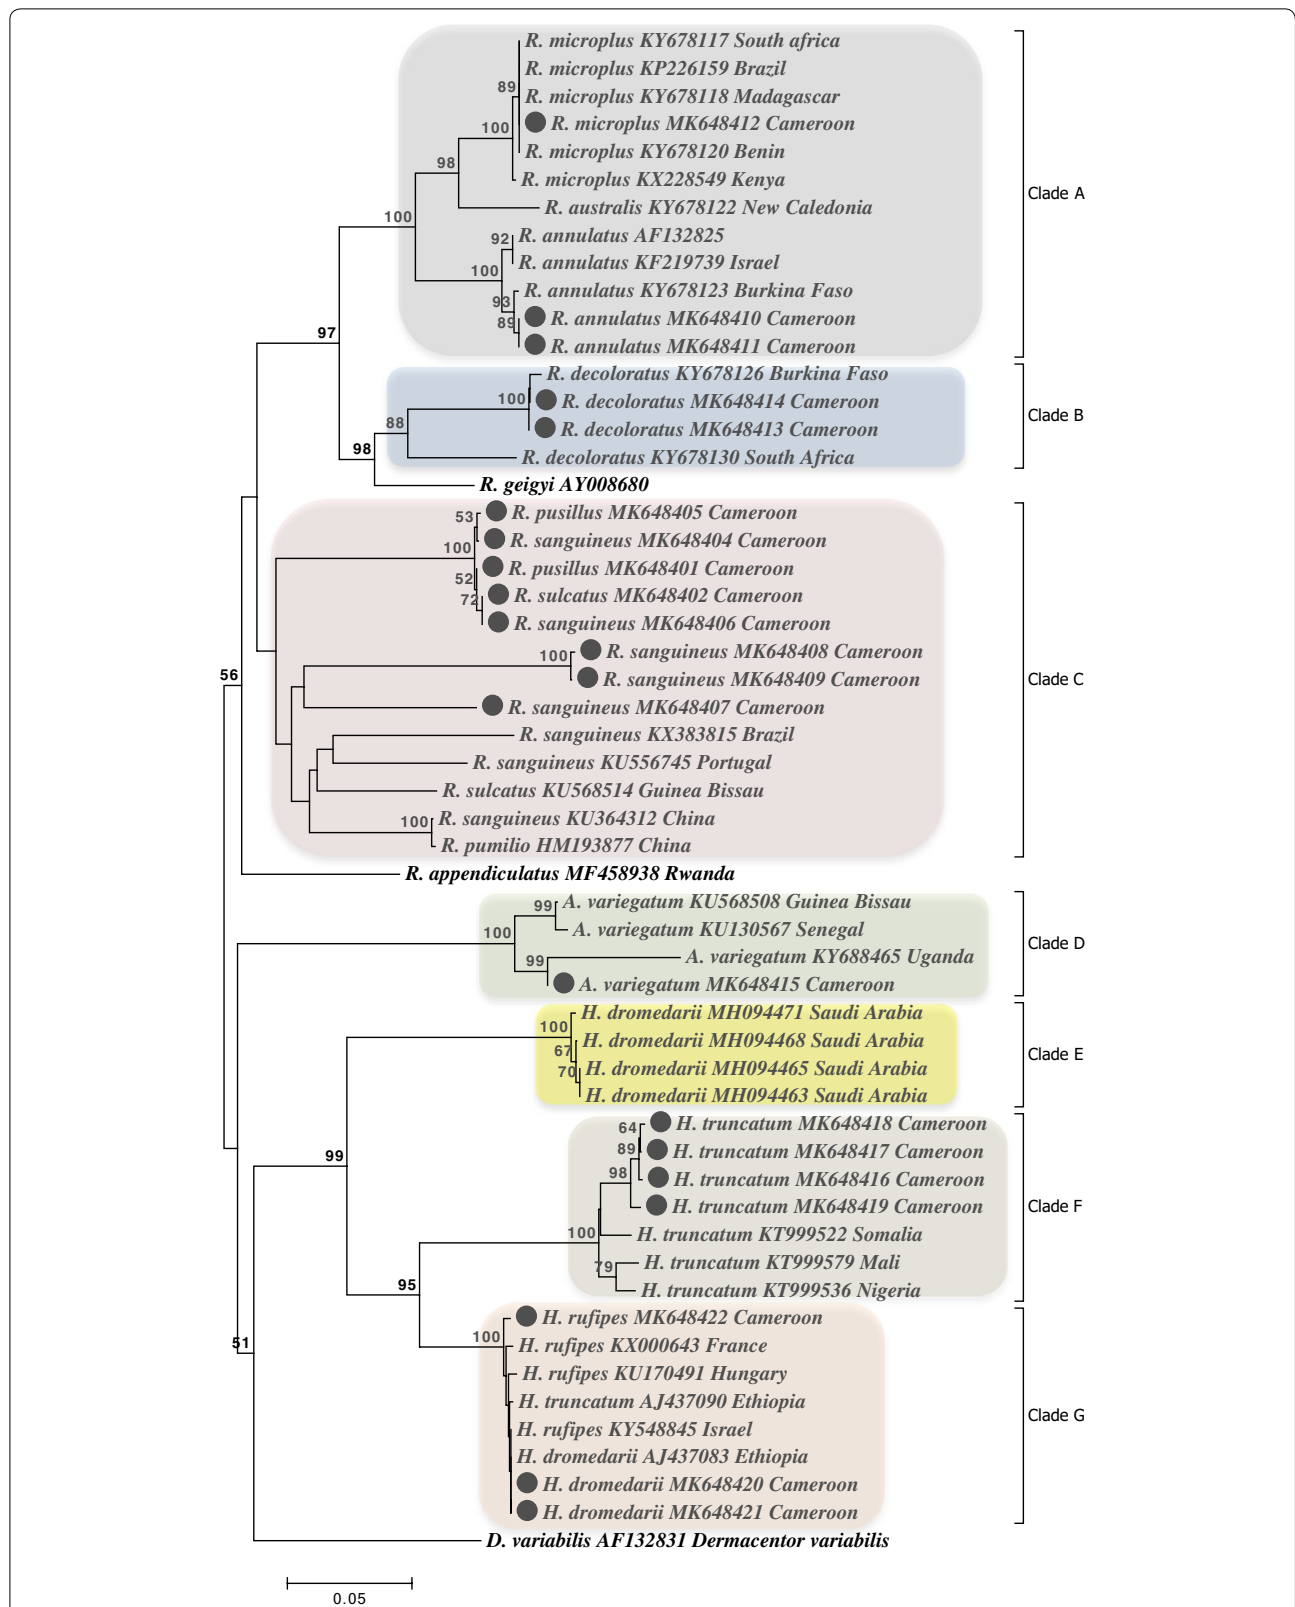 R. microplus KY678117 South africa
R. microplus KP226159 Brazil
89
R. microplus KY678118 Madagascar
100
R. microplus MK648412 Cameroon
R. microplus KY678120 Benin
98
R. microplus KX228549 Kenya
Clade A
R. australis KY678122 New Caledonia
100
R. annulatus AF132825
92
R. annulatus KF219739 Israel
100
R. annulatus KY678123 Burkina Faso
93
R. annulatus MK648410 Cameroon
89
R. annulatus MK648411 Cameroon
97
R. decoloratus KY678126 Burkina Faso
100
R. decoloratus MK648414 Cameroon
Clade B
88
R. decoloratus MK648413 Cameroon
98
R. decoloratus KY678130 South Africa
R. geigyi AY008680
R. pusillus MK648405 Cameroon
53
R. sanguineus MK648404 Cameroon
100
R. pusillus MK648401 Cameroon
52
R. sulcatus MK648402 Cameroon
72
R. sanguineus MK648406 Cameroon
R. sanguineus MK648408 Cameroon
100
R. sanguineus MK648409 Cameroon
Clade C
56
R. sanguineus MK648407 Cameroon
R. sanguineus KX383815 Brazil
R. sanguineus KU556745 Portugal
R. sulcatus KU568514 Guinea Bissau
R. sanguineus KU364312 China
100
R. pumilio HM193877 China
R. appendiculatus MF458938 Rwanda
A. variegatum KU568508 Guinea Bissau
99
A. variegatum KU130567 Senegal
100
Clade D
A. variegatum KY688465 Uganda
99
A. variegatum MK648415 Cameroon
H. dromedarii MH094471 Saudi Arabia
100
H. dromedarii MH094468 Saudi Arabia
67
Clade E
H. dromedarii MH094465 Saudi Arabia
70
H. dromedarii MH094463 Saudi Arabia
H. truncatum MK648418 Cameroon
64
H. truncatum MK648417 Cameroon
89
99
H. truncatum MK648416 Cameroon
98
H. truncatum MK648419 Cameroon
Clade F
H. truncatum KT999522 Somalia
100
H. truncatum KT999579 Mali
79
H. truncatum KT999536 Nigeria
95
H. rufipes MK648422 Cameroon
100
H. rufipes KX000643 France
51
H. rufipes KU170491 Hungary
H. truncatum AJ437090 Ethiopia
Clade G
H. rufipes KY548845 Israel
H. dromedarii AJ437083 Ethiopia
H. dromedarii MK648420 Cameroon
H. dromedarii MK648421 Cameroon
D. variabilis AF132831 Dermacentor variabilis
0.05